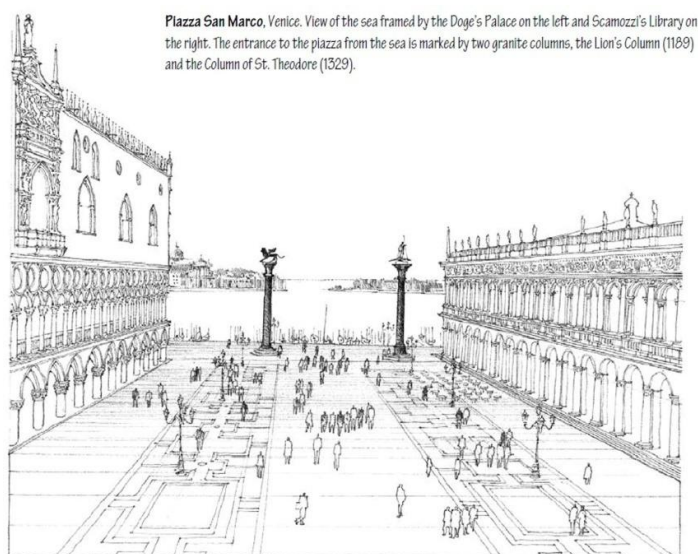 Piazza San Marco, Venice. View of the sea framed by the Doge's Palace on the left and Scamozzi's Library on
the right. The entrance to the piazza from the sea is marked by two granite columns, the Lion's Column (1189)
and the Column of St. Theodore (1329).